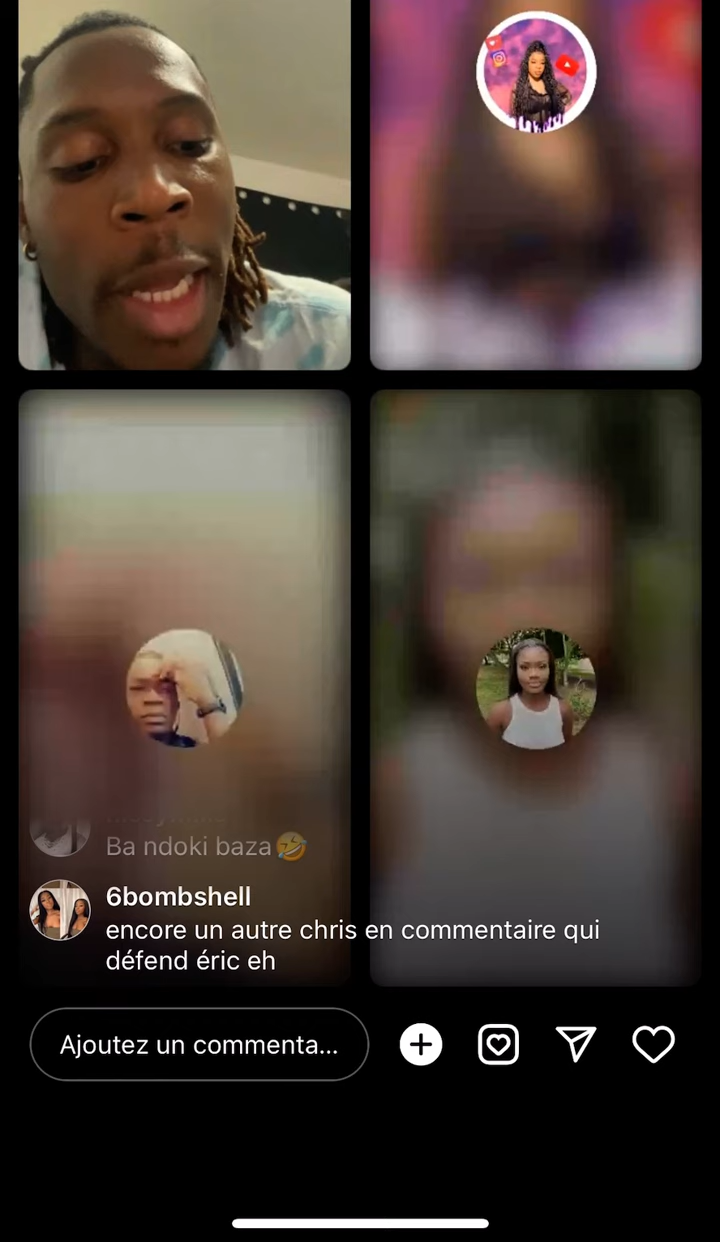 Ba ndoki baza🤣
6bombshell
encore un autre chris en commentaire qui
défend éric eh
Ajoutez un commenta...